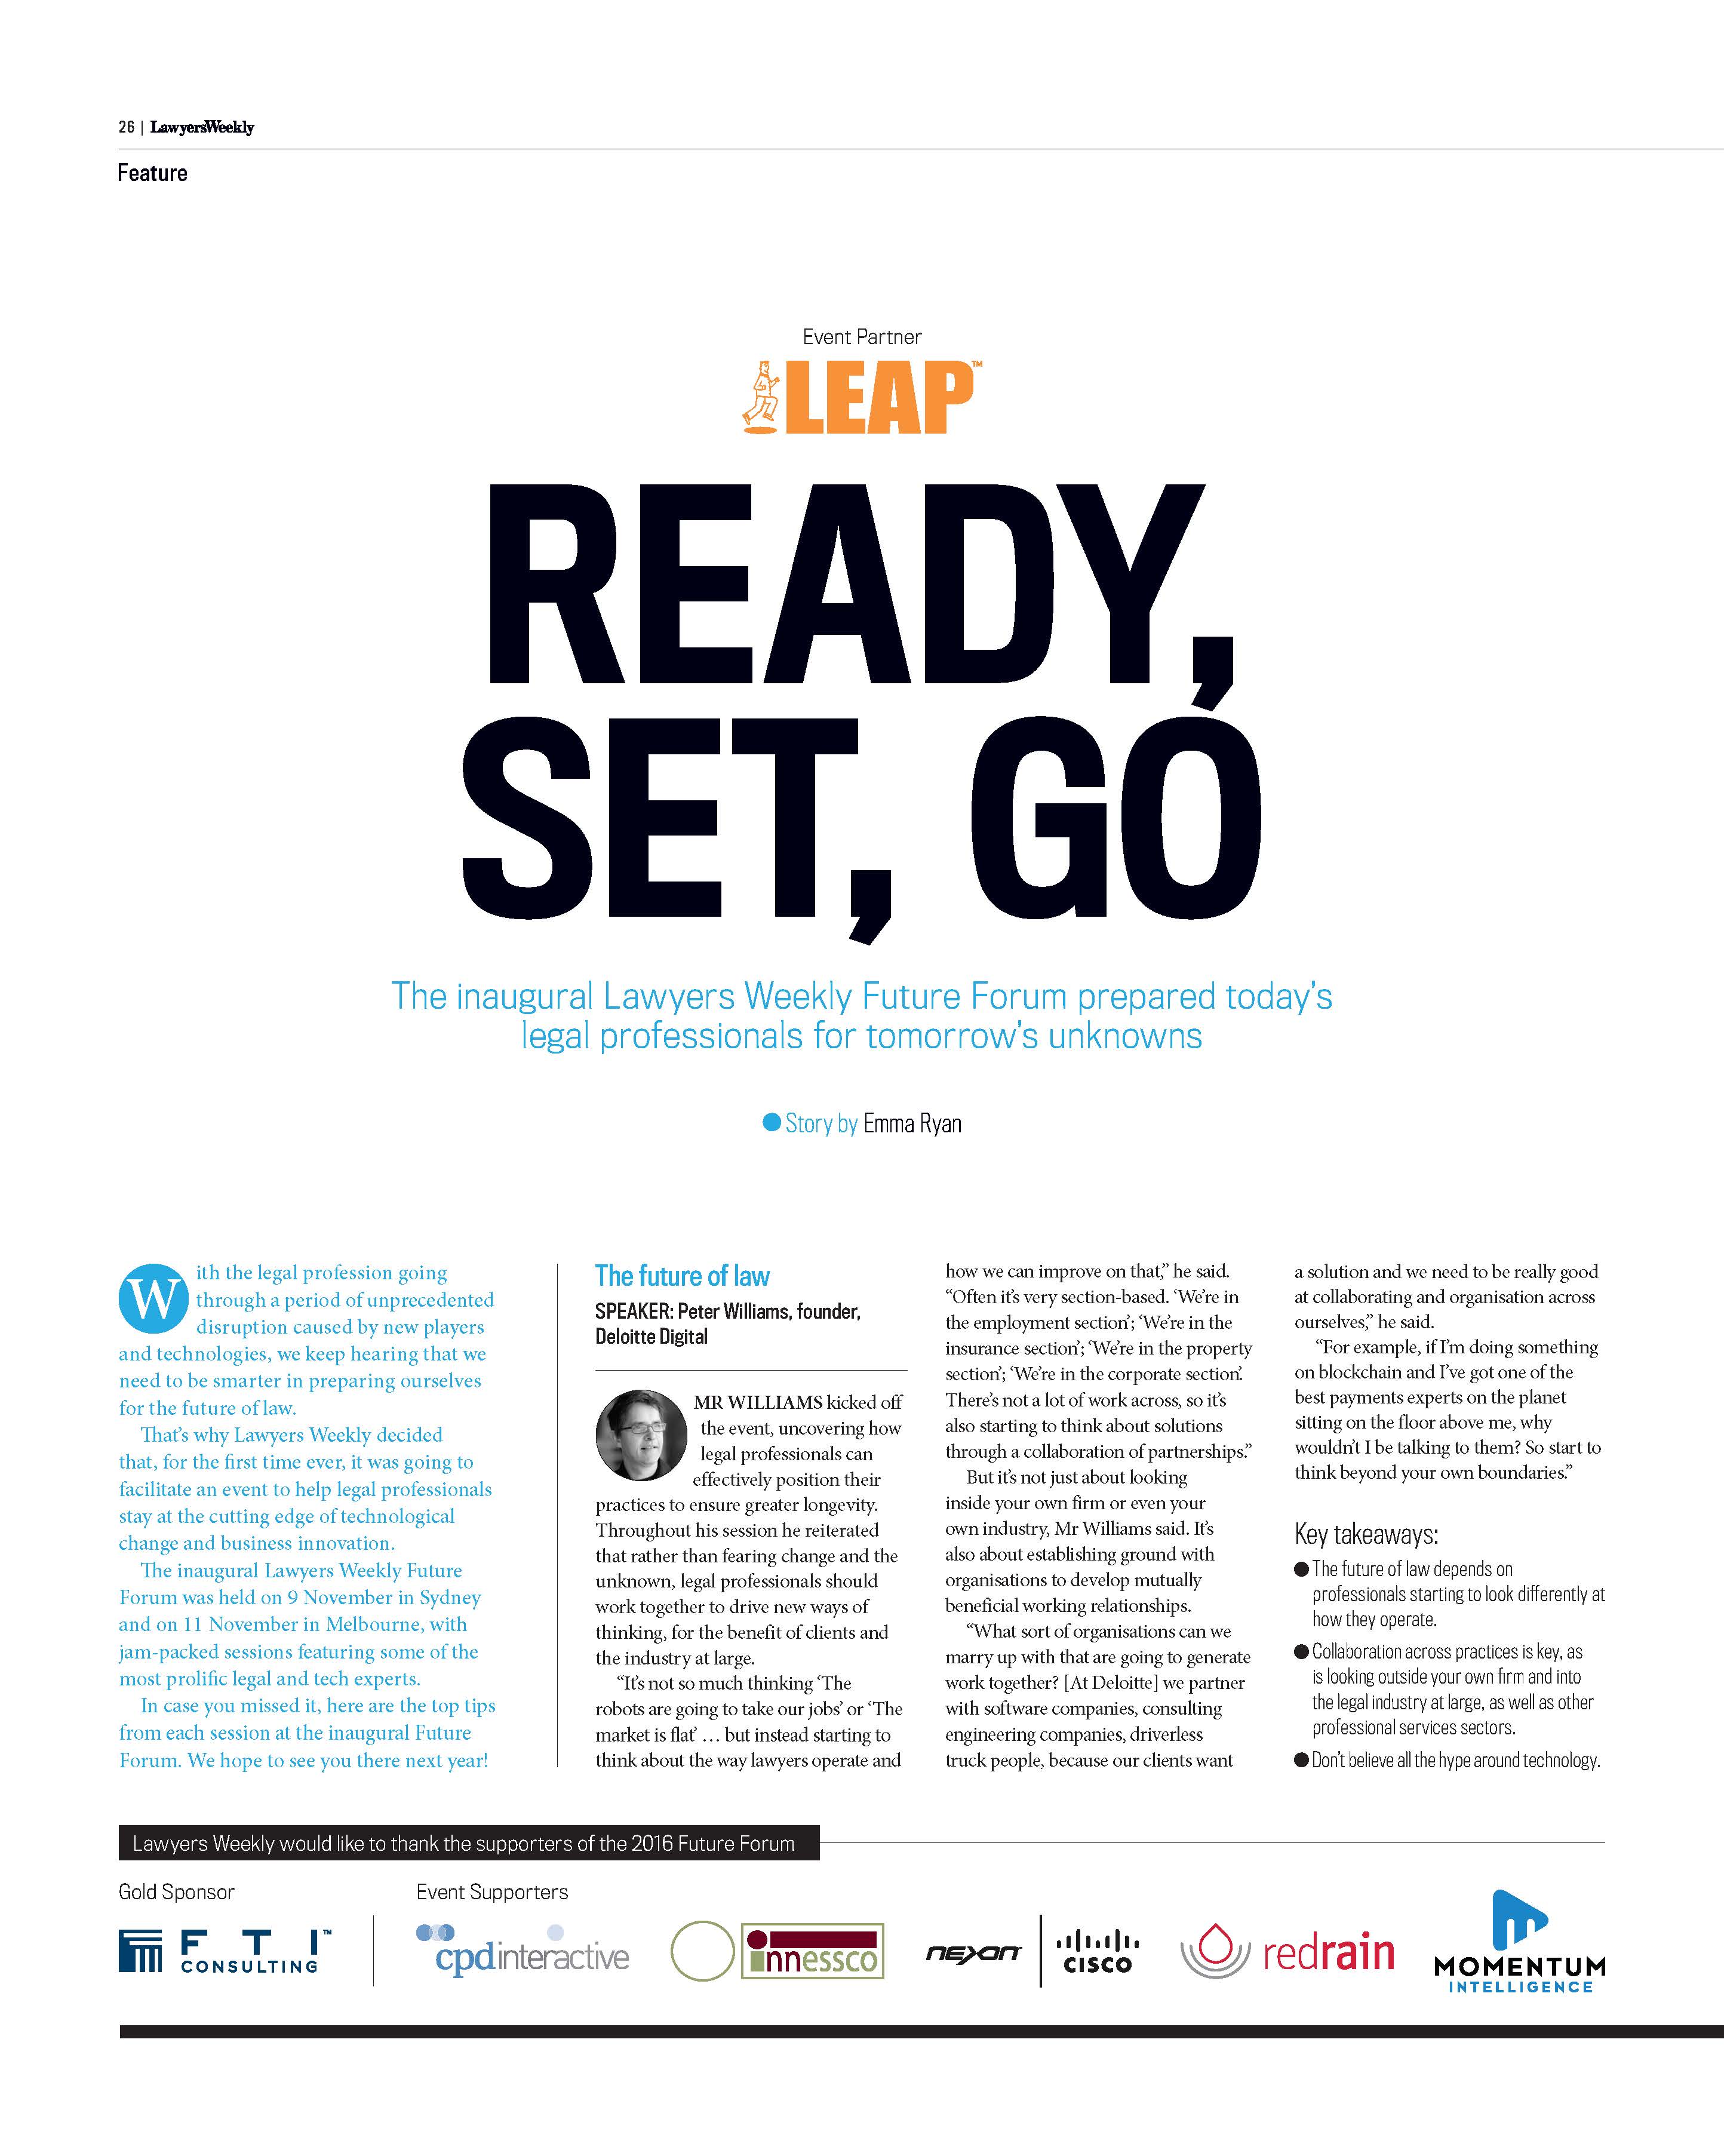 26 | LawyersWeekly
Feature
Event Partner
LEAP™
READY,
SET, GO
The inaugural Lawyers Weekly Future Forum prepared today's
legal professionals for tomorrow's unknowns
Story by Emma Ryan
With the legal profession going
through a period of unprecedented
disruption caused by new players
and technologies, we keep hearing that we
need to be smarter in preparing ourselves
for the future of law.
That's why Lawyers Weekly decided
that, for the first time ever, it was going to
facilitate an event to help legal professionals
stay at the cutting edge of technological
change and business innovation.
The inaugural Lawyers Weekly Future
Forum was held on 9 November in Sydney
and on 11 November in Melbourne, with
jam-packed sessions featuring some of the
most prolific legal and tech experts.
In case you missed it, here are the top tips
from each session at the inaugural Future
Forum. We hope to see you there next year!
The future of law
SPEAKER: Peter Williams, founder,
Deloitte Digital
MR WILLIAMS kicked off
the event, uncovering how
legal professionals can
effectively position their
practices to ensure greater longevity.
Throughout his session he reiterated
that rather than fearing change and the
unknown, legal professionals should
work together to drive new ways of
thinking, for the benefit of clients and
the industry at large.
“It's not so much thinking ‘The
robots are going to take our jobs’ or ‘The
market is flat’ … but instead starting to
think about the way lawyers operate and
how we can improve on that,” he said.
“Often it's very section-based. ‘We're in
the employment section’; ‘We're in the
insurance section’; ‘We're in the property
section’; ‘We're in the corporate section’.
There's not a lot of work across, so it's
also starting to think about solutions
through a collaboration of partnerships.”
But it's not just about looking
inside your own firm or even your
own industry, Mr Williams said. It's
also about establishing ground with
organisations to develop mutually
beneficial working relationships.
“What sort of organisations can we
marry up with that are going to generate
work together? [At Deloitte] we partner
with software companies, consulting
engineering companies, driverless
truck people, because our clients want
a solution and we need to be really good
at collaborating and organisation across
ourselves,” he said.
“For example, if I'm doing something
on blockchain and I've got one of the
best payments experts on the planet
sitting on the floor above me, why
wouldn't I be talking to them? So start to
think beyond your own boundaries.”
Key takeaways:
● The future of law depends on
professionals starting to look differently at
how they operate.
● Collaboration across practices is key, as
is looking outside your own firm and into
the legal industry at large, as well as other
professional services sectors.
● Don't believe all the hype around technology.
Lawyers Weekly would like to thank the supporters of the 2016 Future Forum
Gold Sponsor
FTI™
CONSULTING
Event Supporters
cpdinteractive
innessco
nexon
cisco
redrain
MOMENTUM
INTELLIGENCE